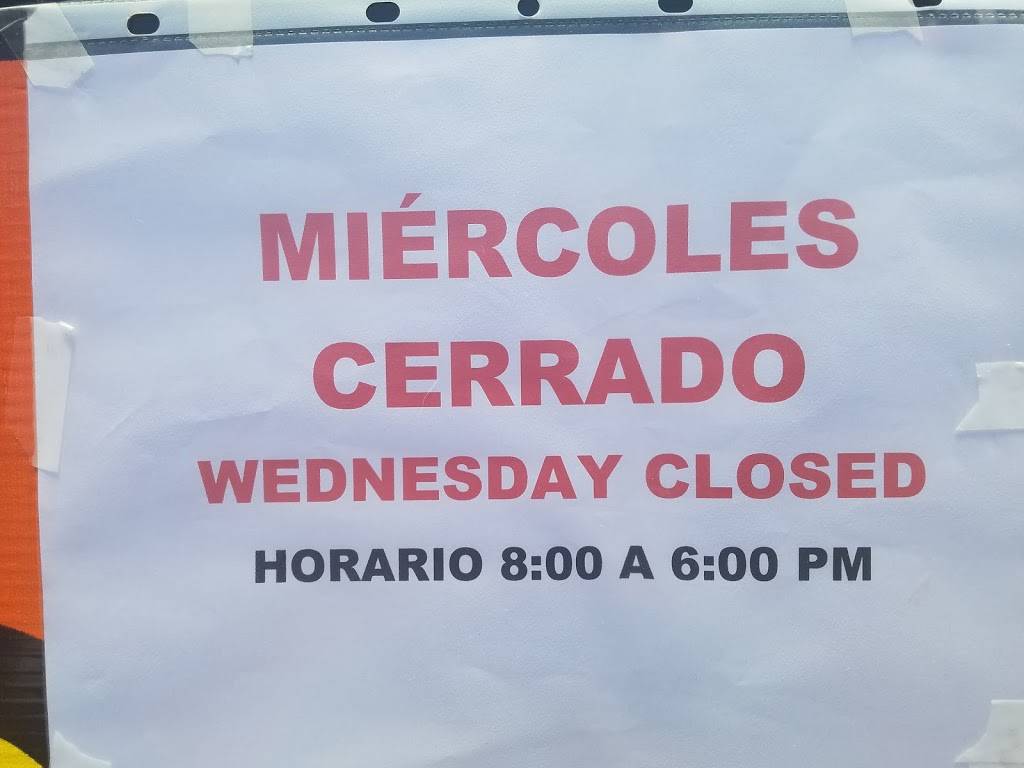 MIÉRCOLES
CERRADO
WEDNESDAY CLOSED
HORARIO 8:00 A 6:00 PM